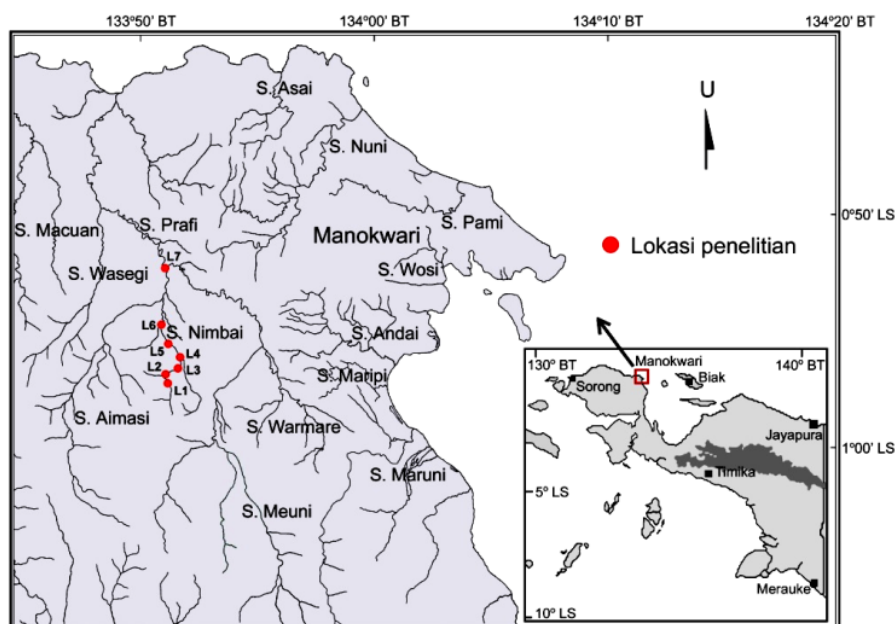 133°50' BT
134°00' BT
134°10' BT
134°20' BT
S. Asai
U
S. Nuni
S. Macuan
S. Prafi
S. Pami
0°50' LS
Manokwari
L7
Lokasi penelitian
S. Wasegi
S. Wosi
L6
S. Nimbai
S. Andai
L5
L4
L2
L3
S. Maripi
L1
S. Aimasi
S. Warmare
S. Maruni
S. Meuni
1°00' LS
130° BT
140° BT
Manokwari
Sorong
Biak
Jayapura
Timika
5° LS
Merauke
10° LS